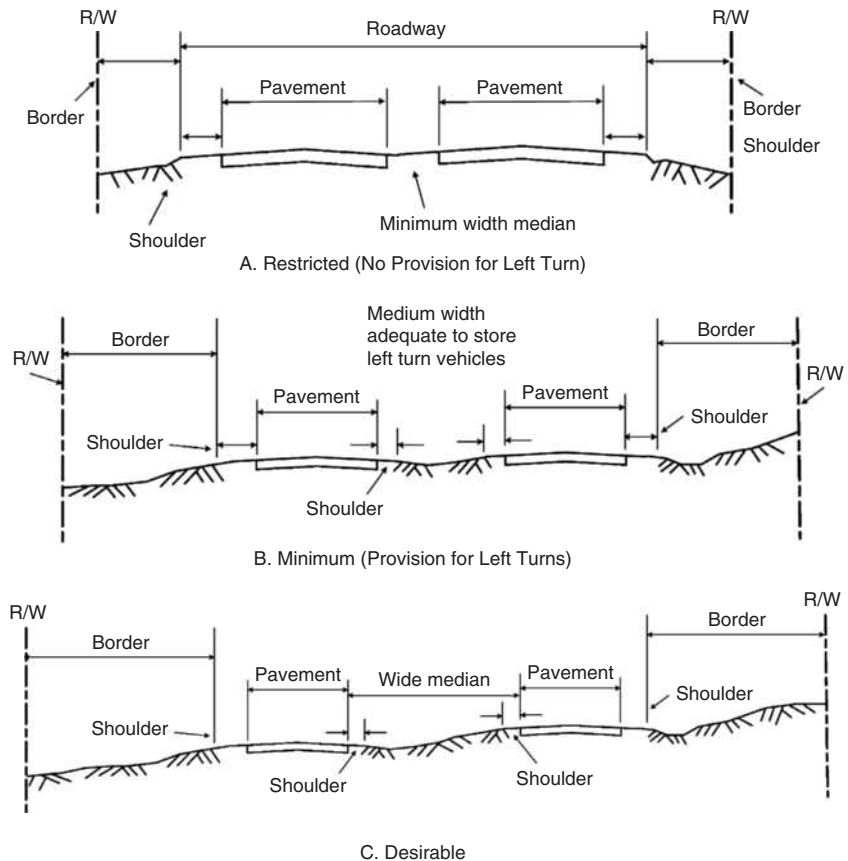 R/W
R/W
Roadway
Pavement
Pavement
Border
Border
Shoulder
Shoulder
Minimum width median
A. Restricted (No Provision for Left Turn)
Medium width
adequate to store
left turn vehicles
Border
Border
R/W
R/W
Pavement
Pavement
Shoulder
Shoulder
Shoulder
B. Minimum (Provision for Left Turns)
R/W
R/W
Border
Border
Pavement
Wide median
Pavement
Shoulder
Shoulder
Shoulder
Shoulder
C. Desirable